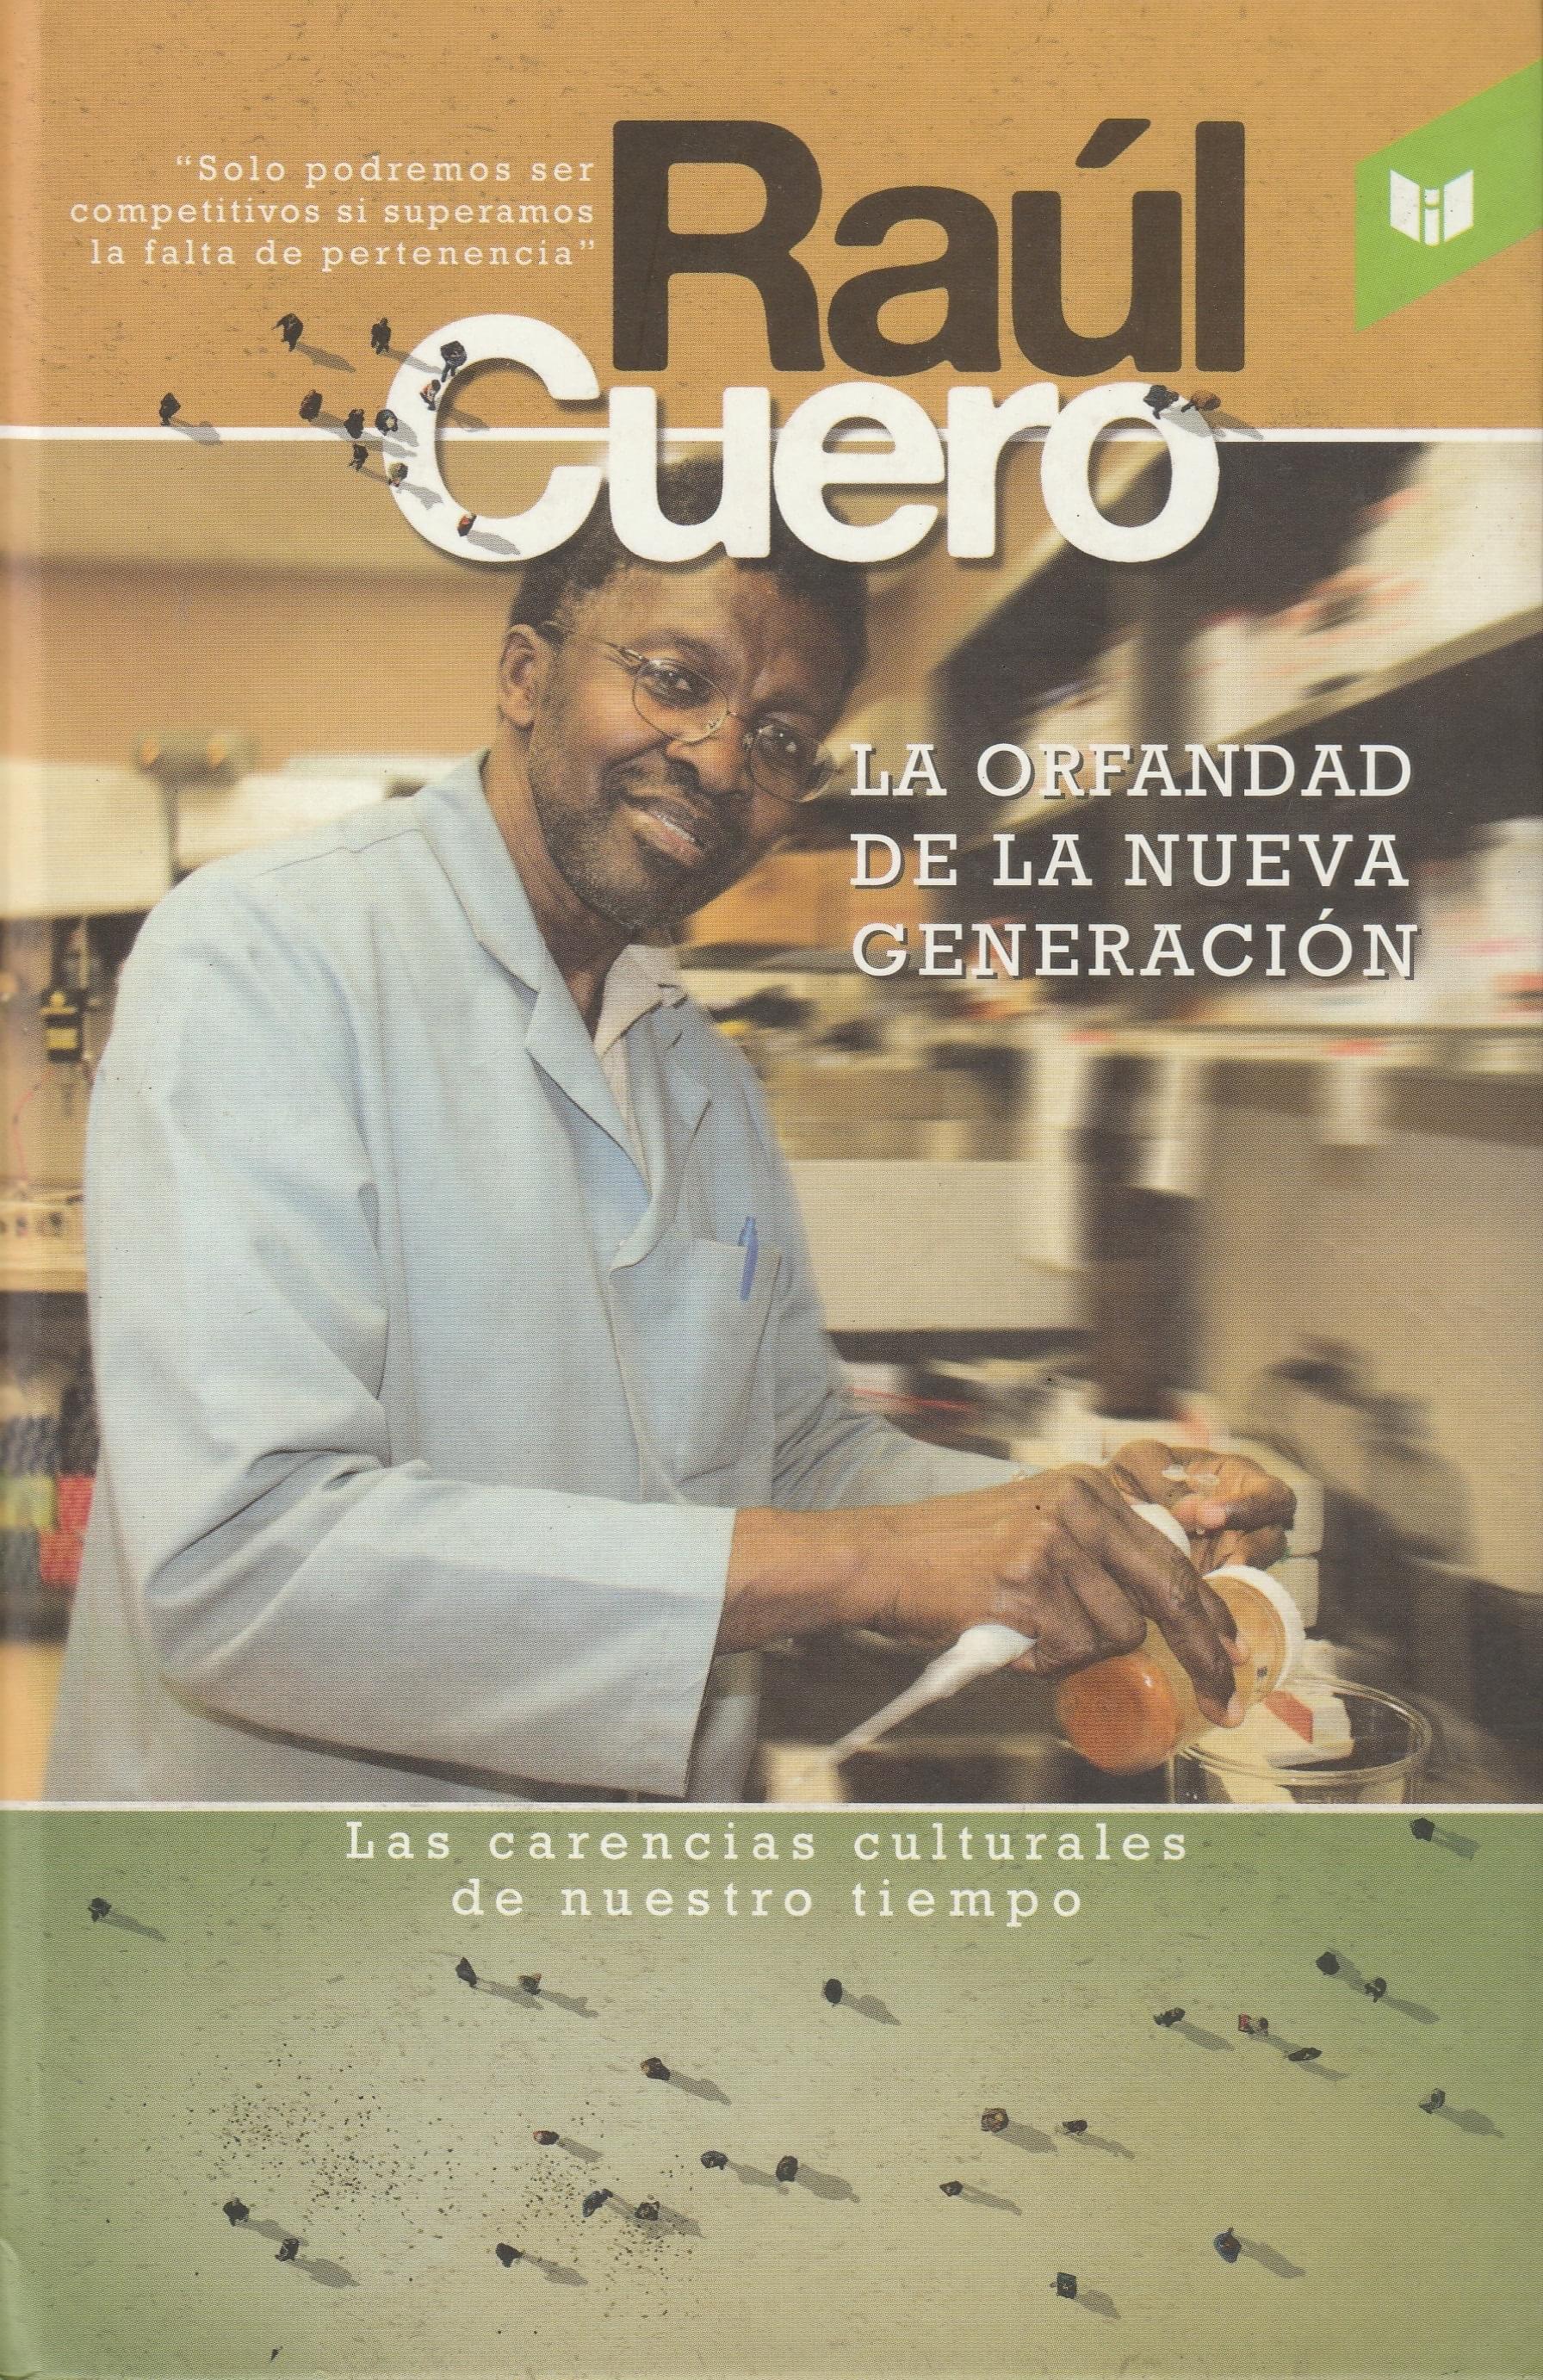 “Solo podremos ser
competitivos si superamos
la falta de pertenencia”
Raúl
Cuero
LA ORFANDAD
DE LA NUEVA
GENERACIÓN
Las carencias culturales
de nuestro tiempo